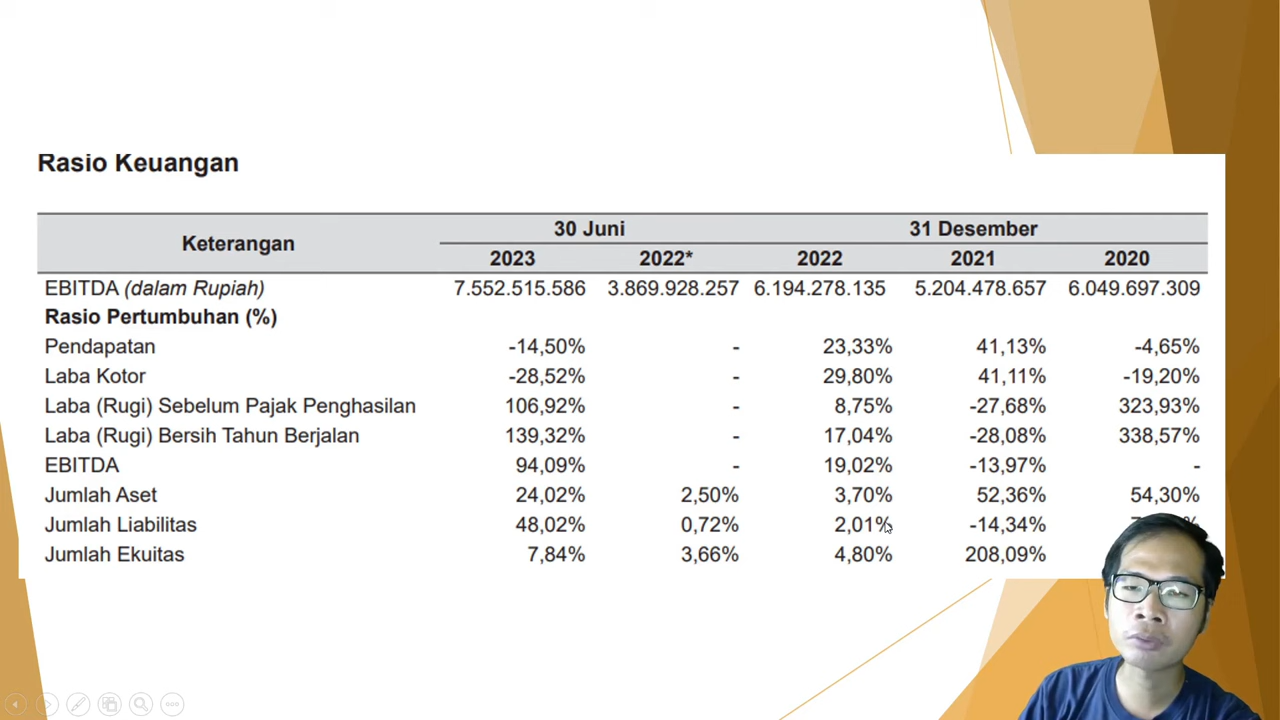 Rasio Keuangan
Keterangan 30 Juni 31 Desember
2023 2022* 2022 2021 2020
EBITDA (dalam Rupiah) 7.552.515.586 3.869.928.257 6.194.278.135 5.204.478.657 6.049.697.309
Rasio Pertumbuhan (%)
Pendapatan -14,50% - 23,33% 41,13% -4,65%
Laba Kotor -28,52% - 29,80% 41,11% -19,20%
Laba (Rugi) Sebelum Pajak Penghasilan 106,92% - 8,75% -27,68% 323,93%
Laba (Rugi) Bersih Tahun Berjalan 139,32% - 17,04% -28,08% 338,57%
EBITDA 94,09% - 19,02% -13,97% -
Jumlah Aset 24,02% 2,50% 3,70% 52,36% 54,30%
Jumlah Liabilitas 48,02% 0,72% 2,01% -14,34%
Jumlah Ekuitas 7,84% 3,66% 4,80% 208,09%